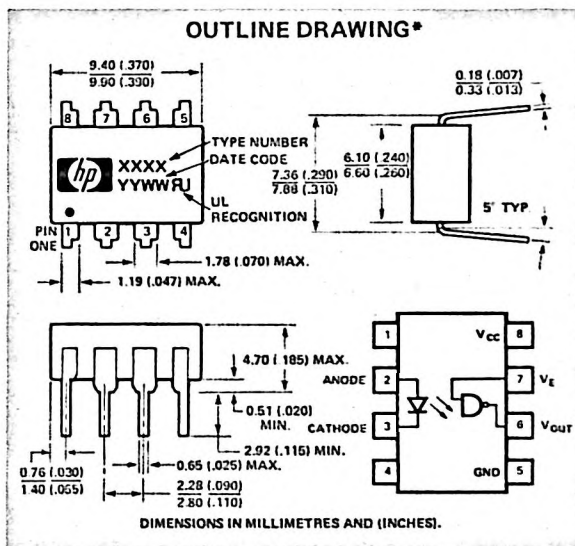 OUTLINE DRAWING*
9.40 (.370)
9.90 (.390)
0.18 (.007)
0.33 (.013)
8 7 6 5
hp
XXXX
YYWW RU
TYPE NUMBER
DATE CODE
UL
RECOGNITION
PIN
ONE
1 2 3 4
1.78 (.070) MAX.
1.19 (.047) MAX.
7.36 (.290)
7.88 (.310)
6.10 (.240)
6.60 (.260)
5° TYP.
4.70 (.185) MAX.
0.51 (.020)
MIN.
2.92 (.115) MIN.
0.76 (.030)
1.40 (.055)
0.65 (.025) MAX.
2.28 (.090)
2.80 (.110)
1 VCC 8
ANODE 2 7 VE
CATHODE 3 6 VOUT
4 GND 5
DIMENSIONS IN MILLIMETRES AND (INCHES).